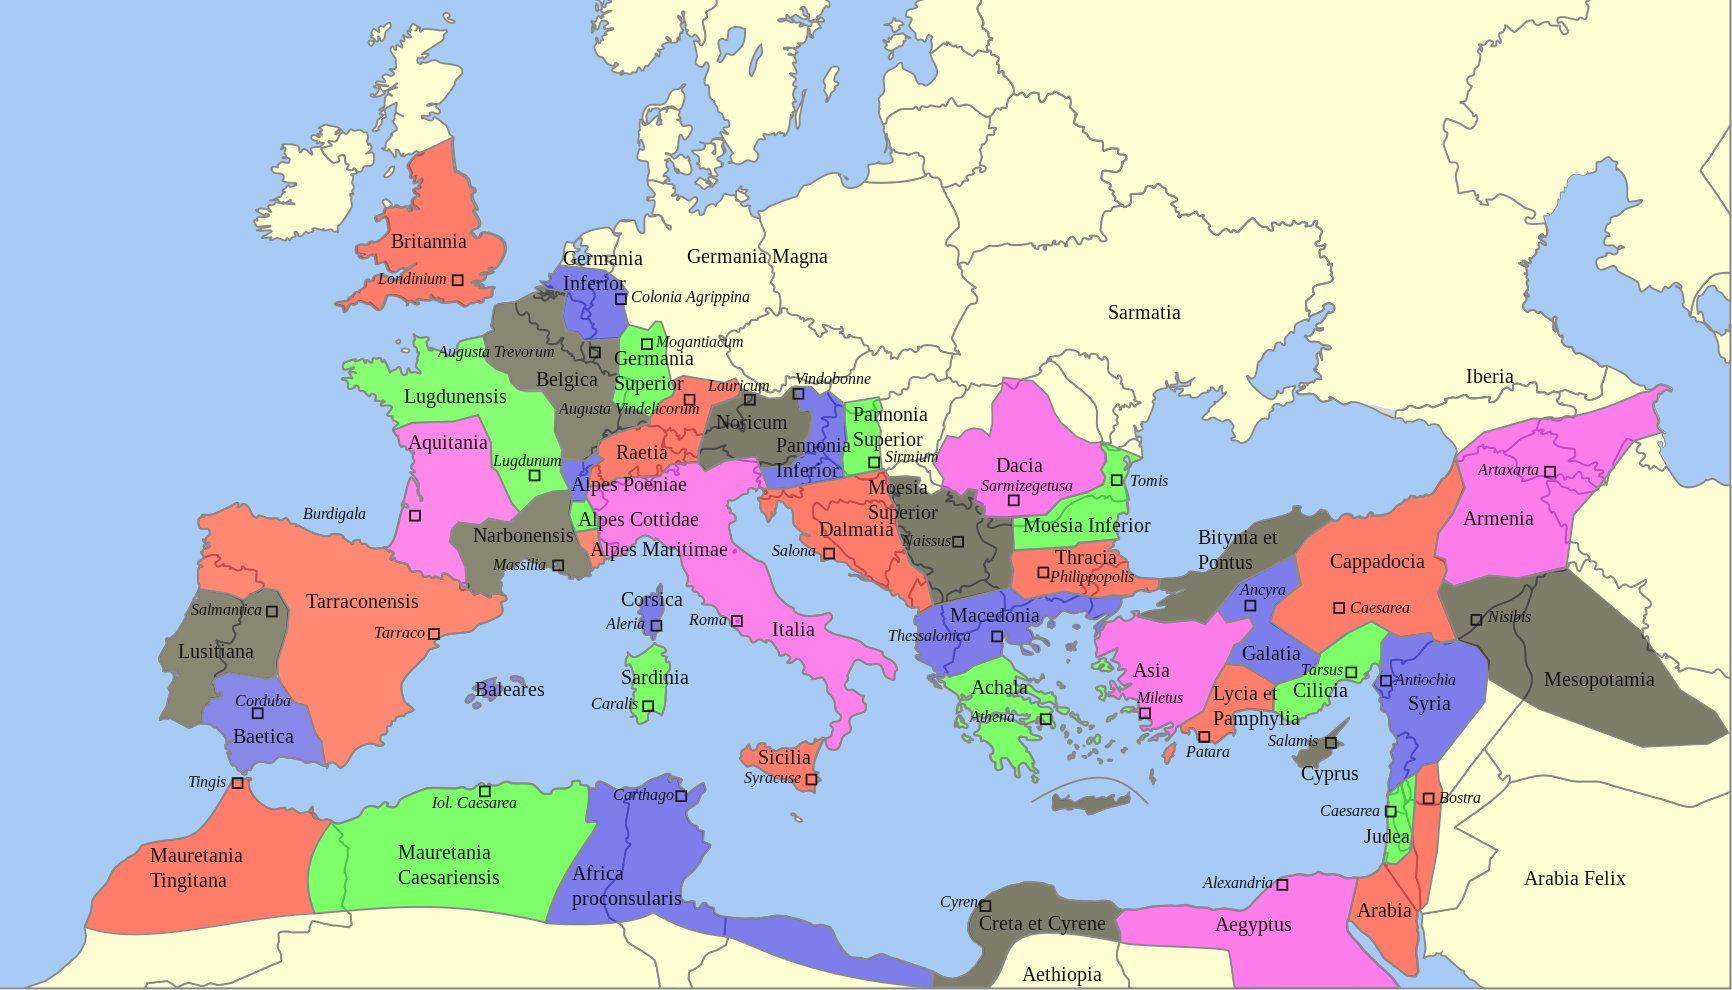 Britannia
Londinium
Germania
Inferior
Germania Magna
Colonia Agrippina
Sarmatia
Augusta Trevorum
Mogantiacum
Germania
Superior
Belgica
Lugdunensis
Iberia
Lauricum
Vindobonne
Augusta Vindelicorum
Noricum
Pannonia
Superior
Aquitania
Raetia
Pannonia
Inferior
Sirmium
Lugdunum
Alpes Poeniae
Dacia
Sarmizegetusa
Tomis
Artaxarta
Armenia
Moesia
Superior
Burdigala
Alpes Cottidae
Dalmatia
Moesia Inferior
Narbonensis
Alpes Maritimae
Salona
Naissus
Bitynia et
Pontus
Massilia
Thracia
Philippopolis
Cappadocia
Ancyra
Caesarea
Nisibis
Tarraconensis
Salmantica
Corsica
Aleria
Roma
Italia
Macedonia
Thessalonica
Tarraco
Lusitiana
Galatia
Asia
Tarsus
Antiochia
Mesopotamia
Baleares
Sardinia
Caralis
Achala
Athena
Miletus
Lycia et
Pamphylia
Cilicia
Syria
Corduba
Baetica
Patara
Salamis
Cyprus
Sicilia
Syracuse
Tingis
Iol. Caesarea
Carthago
Caesarea
Bostra
Judea
Mauretania
Tingitana
Mauretania
Caesariensis
Africa
proconsularis
Alexandria
Arabia Felix
Cyrene
Creta et Cyrene
Aegyptus
Arabia
Aethiopia